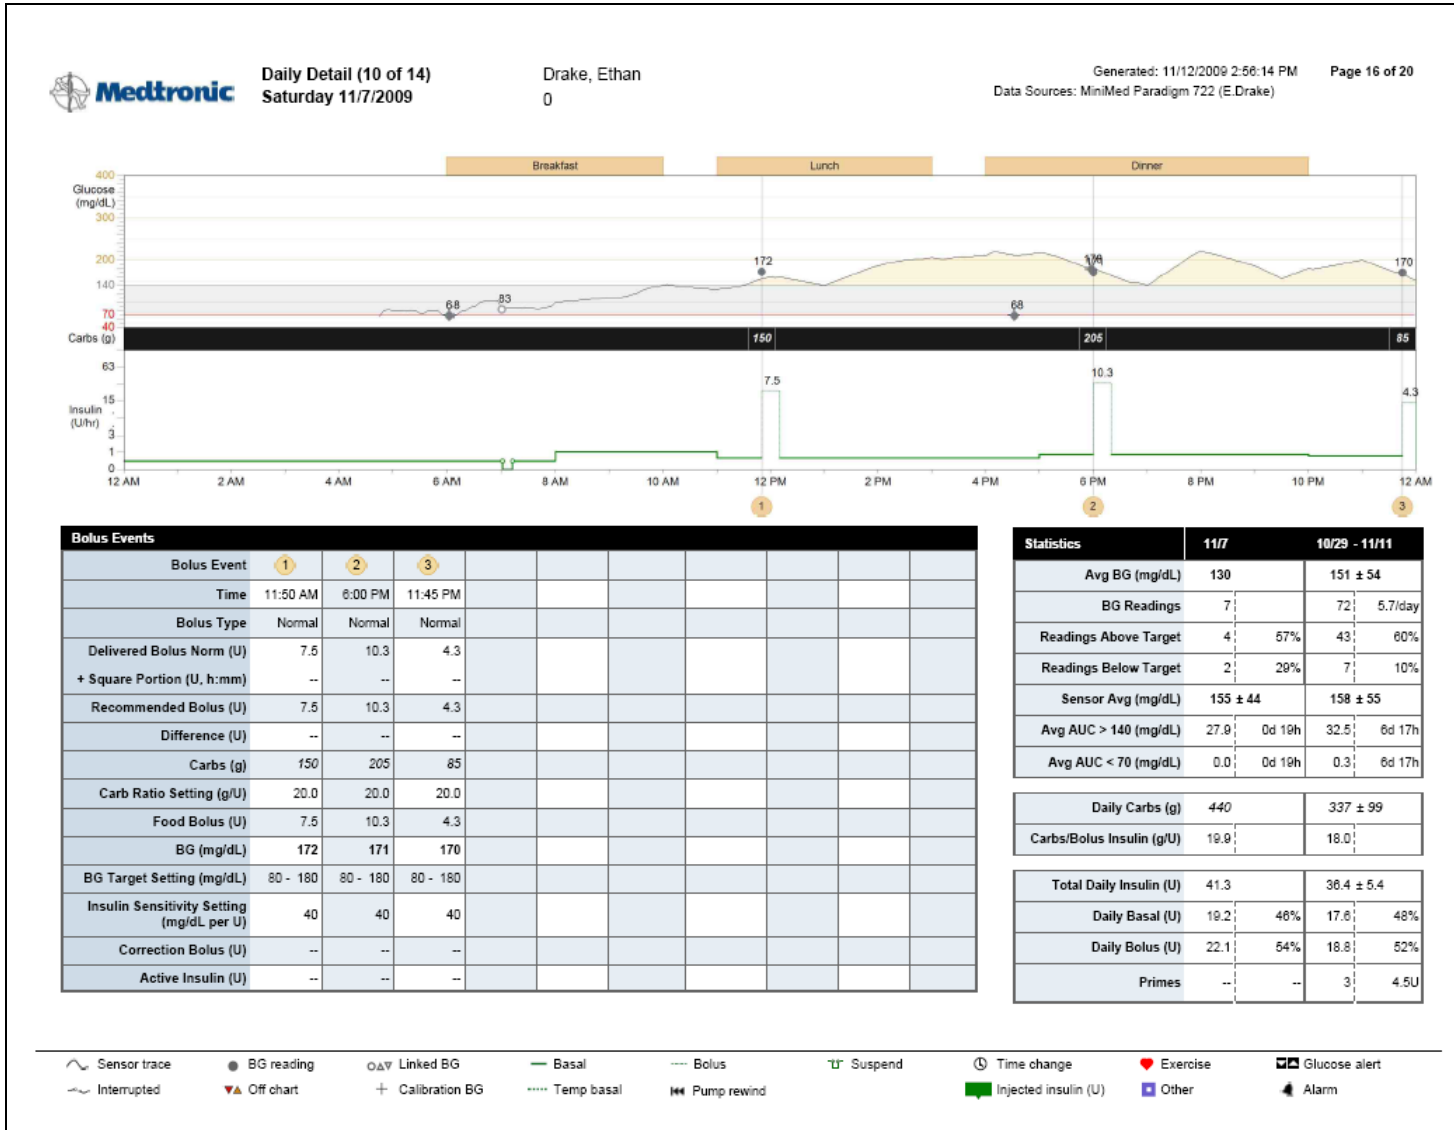 Medtronic
Daily Detail (10 of 14)
Saturday 11/7/2009
Drake, Ethan
0
Generated: 11/12/2009 2:56:14 PM Page 16 of 20
Data Sources: MiniMed Paradigm 722 (E.Drake)
Breakfast Lunch Dinner
400
Glucose
(mg/dL)
300
200
140
70
40
68 83 172 68 170
Carbs (g) 150 205 85
63
15
Insulin
(U/hr)
3
1
0
7.5 10.3 4.3
12 AM 2 AM 4 AM 6 AM 8 AM 10 AM 12 PM 2 PM 4 PM 6 PM 8 PM 10 PM 12 AM
1 2 3
Bolus Events
Bolus Event 1 2 3
Time 11:50 AM 6:00 PM 11:45 PM
Bolus Type Normal Normal Normal
Delivered Bolus Norm (U) 7.5 10.3 4.3
+ Square Portion (U, h:mm) -- -- --
Recommended Bolus (U) 7.5 10.3 4.3
Difference (U) -- -- --
Carbs (g) 150 205 85
Carb Ratio Setting (g/U) 20.0 20.0 20.0
Food Bolus (U) 7.5 10.3 4.3
BG (mg/dL) 172 171 170
BG Target Setting (mg/dL) 80 - 180 80 - 180 80 - 180
Insulin Sensitivity Setting
(mg/dL per U) 40 40 40
Correction Bolus (U) -- -- --
Active Insulin (U) -- -- --
Statistics 11/7 10/29 - 11/11
Avg BG (mg/dL) 130 151 ± 54
BG Readings 7 72 5.7/day
Readings Above Target 4 57% 43 60%
Readings Below Target 2 29% 7 10%
Sensor Avg (mg/dL) 155 ± 44 158 ± 55
Avg AUC > 140 (mg/dL) 27.9 0d 19h 32.5 6d 17h
Avg AUC < 70 (mg/dL) 0.0 0d 19h 0.3 6d 17h
Daily Carbs (g) 440 337 ± 99
Carbs/Bolus Insulin (g/U) 19.9 18.0
Total Daily Insulin (U) 41.3 36.4 ± 5.4
Daily Basal (U) 19.2 46% 17.6 48%
Daily Bolus (U) 22.1 54% 18.8 52%
Primes -- -- 3 4.5U
Sensor trace BG reading Linked BG Basal Bolus Suspend Time change Exercise Glucose alert
Interrupted Off chart Calibration BG Temp basal Pump rewind Injected insulin (U) Other Alarm